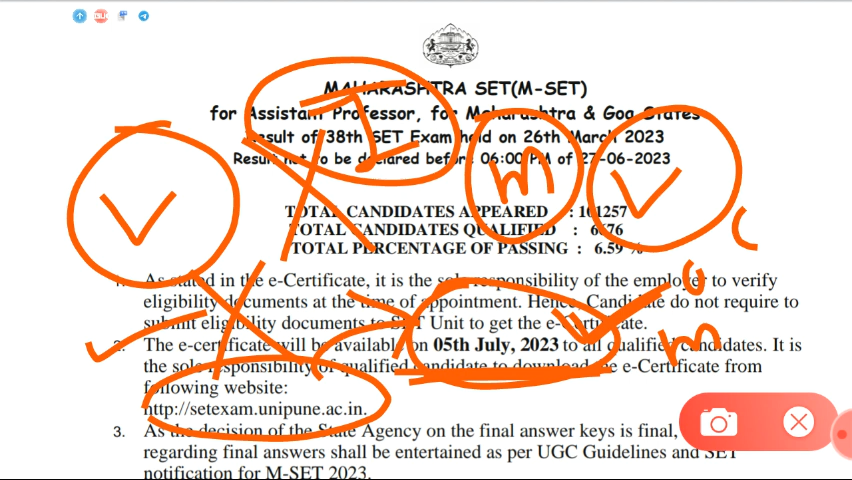 MAHARASHTRA SET(M-SET)
for Assistant Professor, for Maharashtra & Goa States
Result of 38th SET Exam held on 26th March 2023
Result not to be declared before 06:00 PM of 27-06-2023
I
m
TOTAL CANDIDATES APPEARED : 101257
TOTAL CANDIDATES QUALIFIED :
TOTAL PERCENTAGE OF PASSING : 6.59 %
1. As stated in the e-Certificate, it is the sole responsibility of the employer to verify
eligibility documents at the time of appointment. Hence, Candidate do not require to
submit eligibility documents to SET Unit to get the e-Certificate.
2. The e-certificate will be available on 05th July, 2023 to all qualified candidates. It is
the sole responsibility of qualified candidate to download the e-Certificate from
following website:
http://setexam.unipune.ac.in.
m
3. As the decision of the State Agency on the final answer keys is final,
regarding final answers shall be entertained as per UGC Guidelines and SET
notification for M-SET 2023.